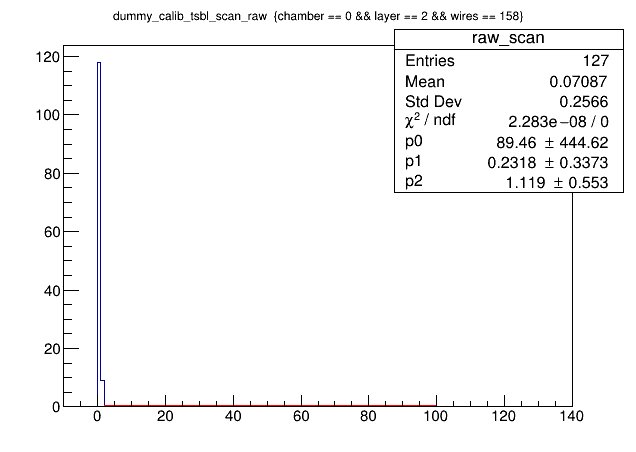 dummy_calib_tsbl_scan_raw {chamber == 0 && layer == 2 && wires == 158}
raw_scan
Entries 127
Mean 0.07087
Std Dev 0.2566
χ² / ndf 2.283e−08 / 0
p0 89.46 ± 444.62
p1 0.2318 ± 0.3373
p2 1.119 ± 0.553
120
100
80
60
40
20
0
0 20 40 60 80 100 120 140